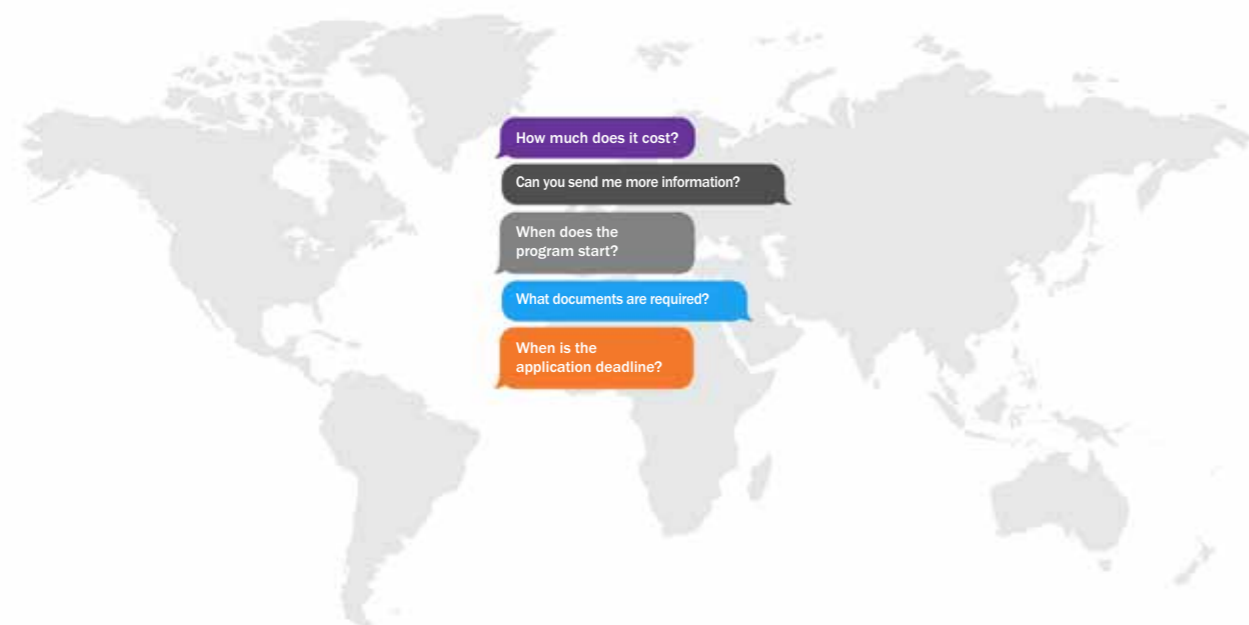 How much does it cost?
Can you send me more information?
When does the
program start?
What documents are required?
When is the
application deadline?